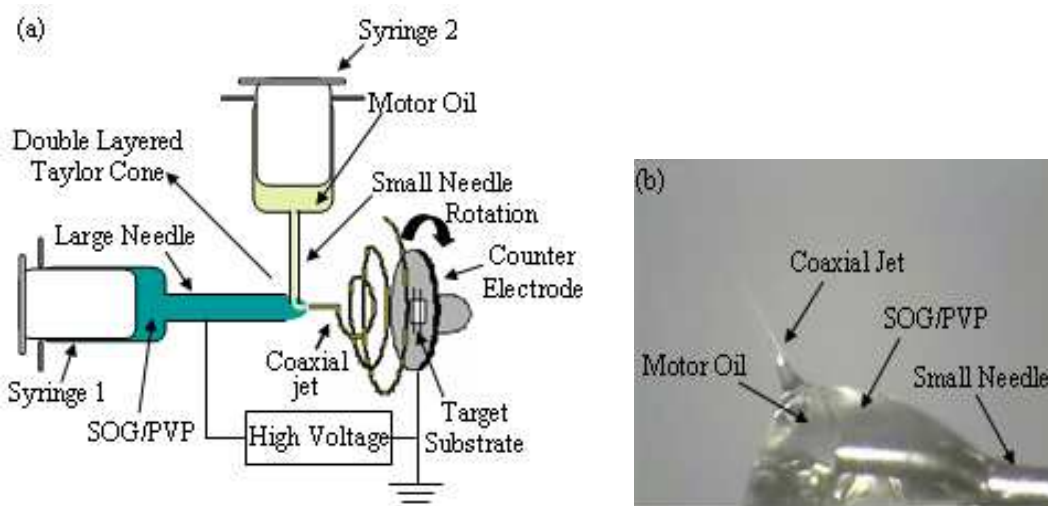 (a)
Syringe 2
Motor Oil
Double Layered
Taylor Cone
Small Needle
Rotation
Large Needle
Counter
Electrode
Coaxial
jet
Syringe 1
SOG/PVP
High Voltage
Target
Substrate
(b)
Coaxial Jet
SOG/PVP
Motor Oil
Small Needle